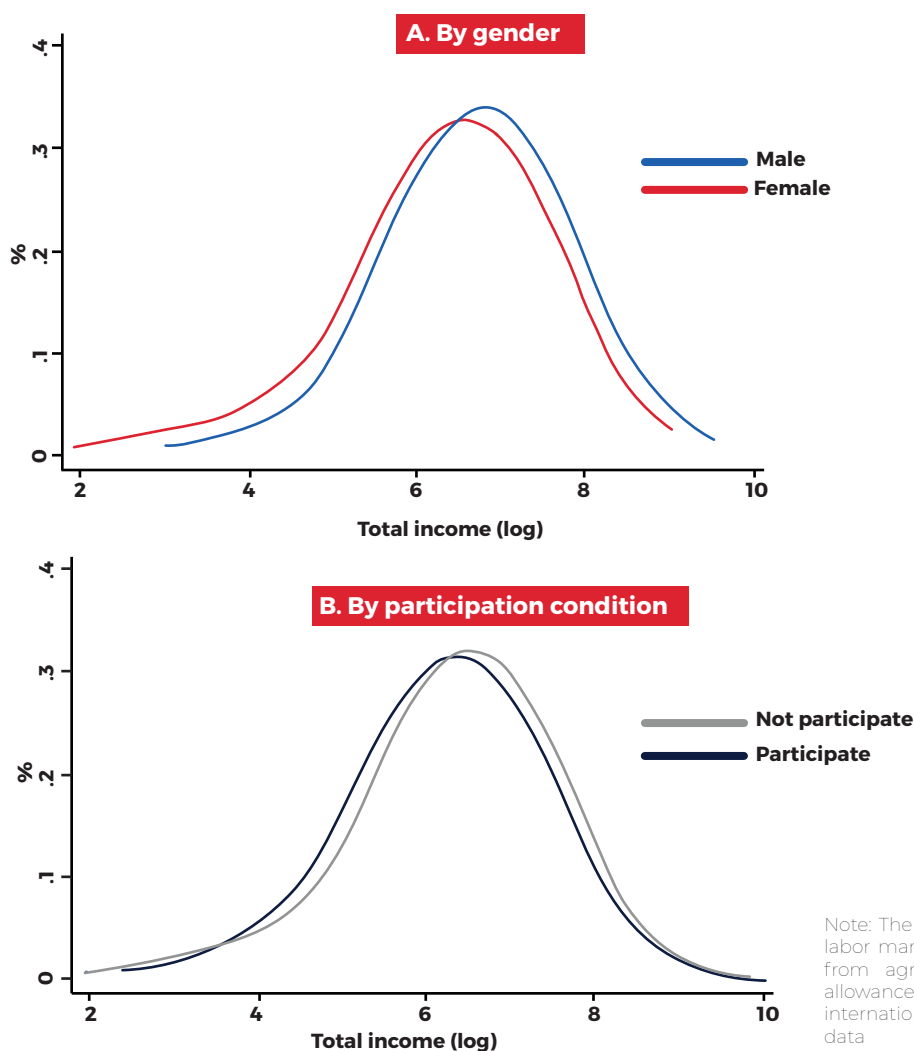 A. By gender
.4
.3
.2
.1
0
%
Male
Female
2 4 6 8 10
Total income (log)
B. By participation condition
.4
.3
.2
.1
0
%
Not participate
Participate
2 4 6 8 10
Total income (log)
Note: The
labor mar
from agr
allowance
internatio
data